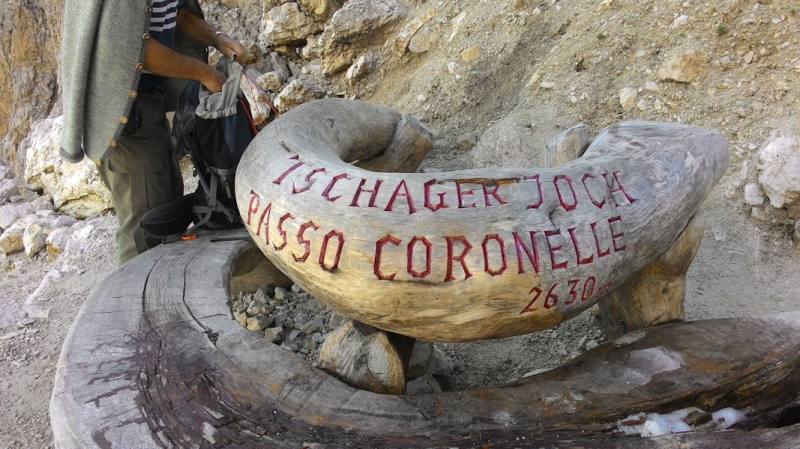 TSCHAGER JOCH
PASSO CORONELLE
2630 m